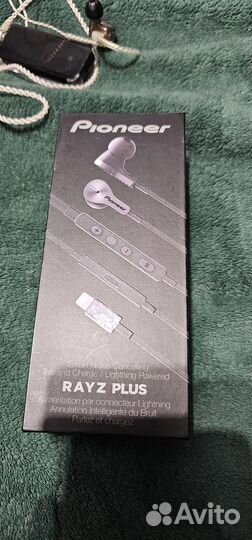 Pioneer
Smart Noise Cancelling
Talk and Charge / Lightning Powered
RAYZ PLUS
Alimentation par connecteur Lightning
Annulation Intelligente du Bruit
Parlez et chargez
Avito